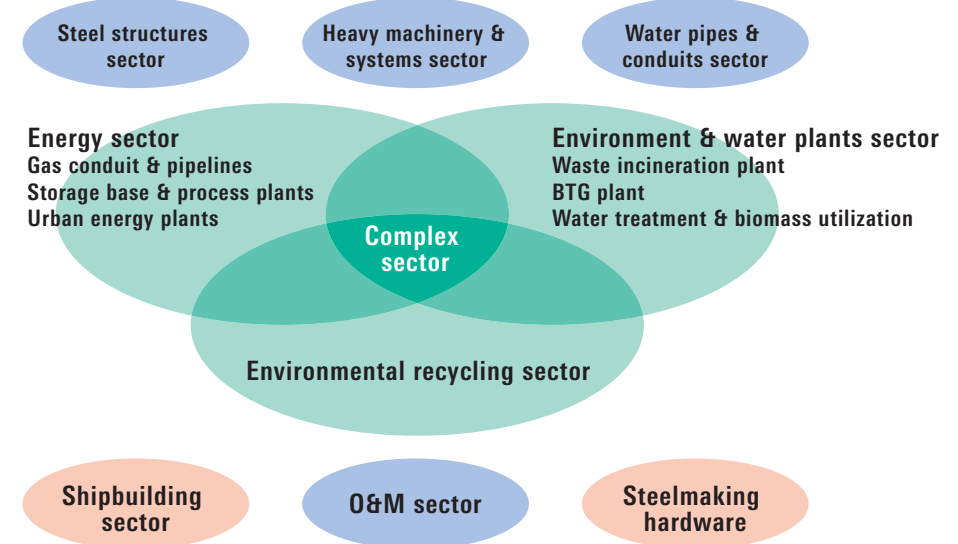 Steel structures
sector
Heavy machinery &
systems sector
Water pipes &
conduits sector
Energy sector
Gas conduit & pipelines
Storage base & process plants
Urban energy plants
Environment & water plants sector
Waste incineration plant
BTG plant
Water treatment & biomass utilization
Complex
sector
Environmental recycling sector
Shipbuilding
sector
O&M sector
Steelmaking
hardware